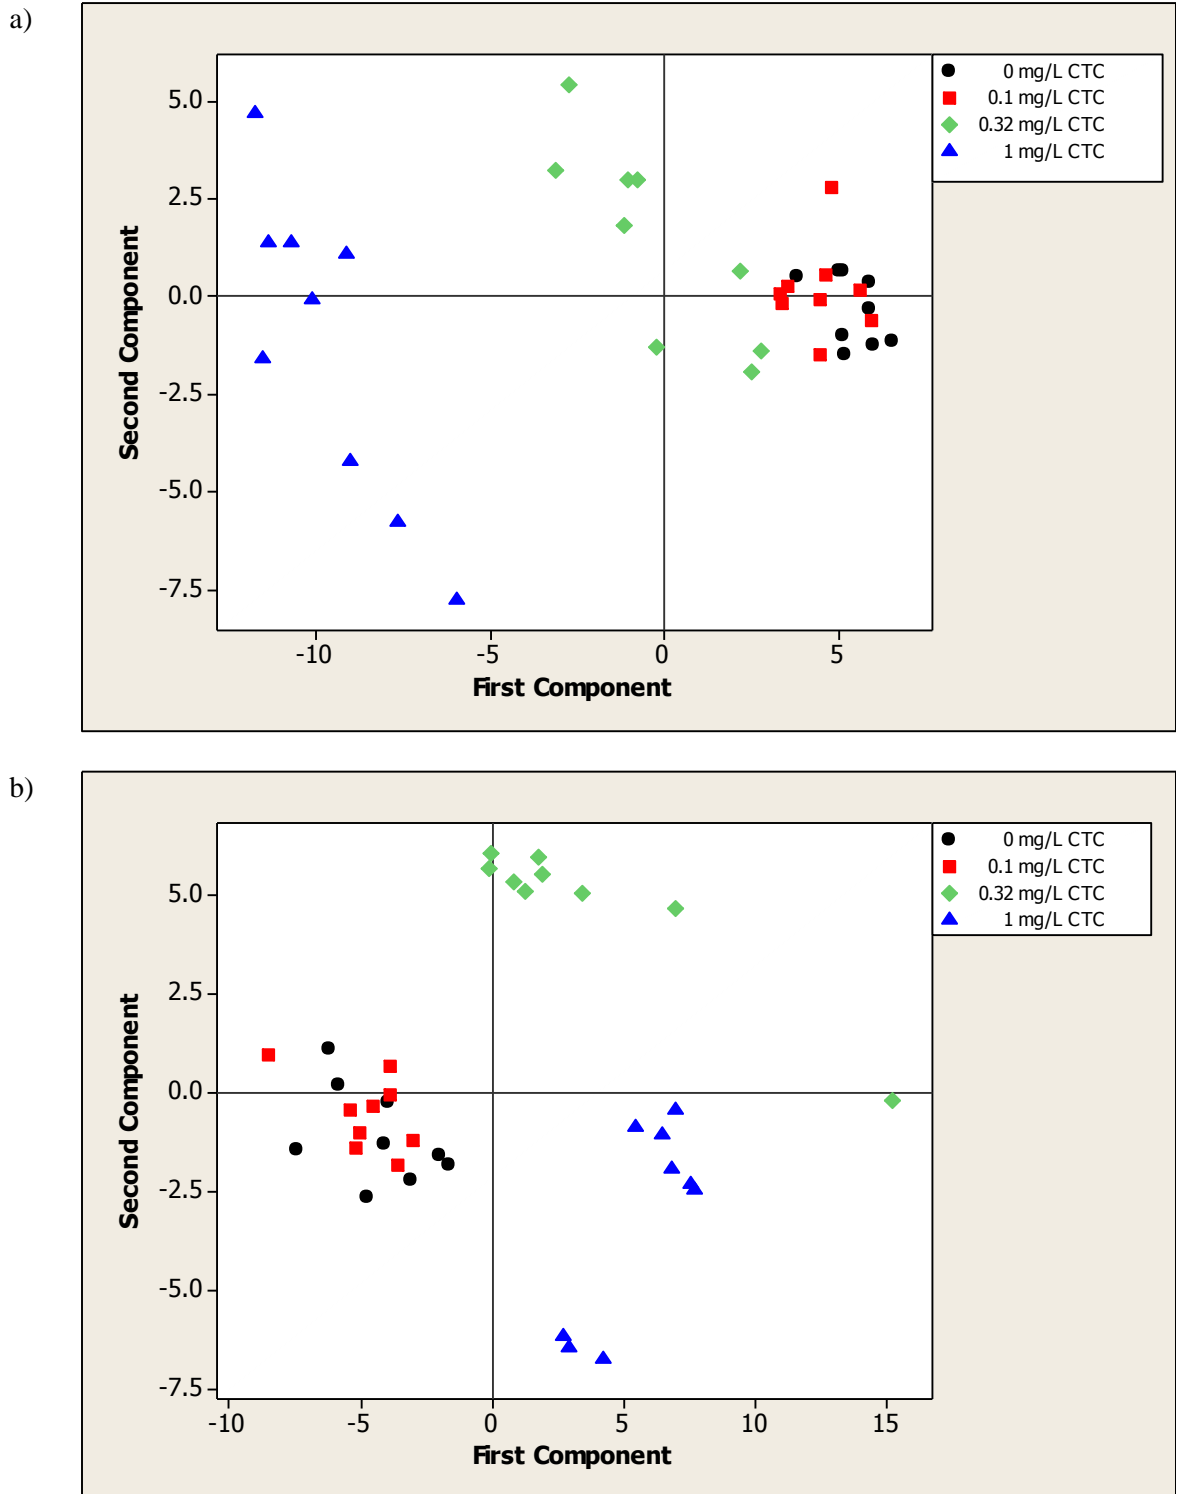 a)
0 mg/L CTC
0.1 mg/L CTC
0.32 mg/L CTC
1 mg/L CTC
5.0
2.5
0.0
-2.5
-5.0
-7.5
Second Component
-10
-5
0
5
First Component
b)
0 mg/L CTC
0.1 mg/L CTC
0.32 mg/L CTC
1 mg/L CTC
5.0
2.5
0.0
-2.5
-5.0
-7.5
Second Component
-10
-5
0
5
10
15
First Component